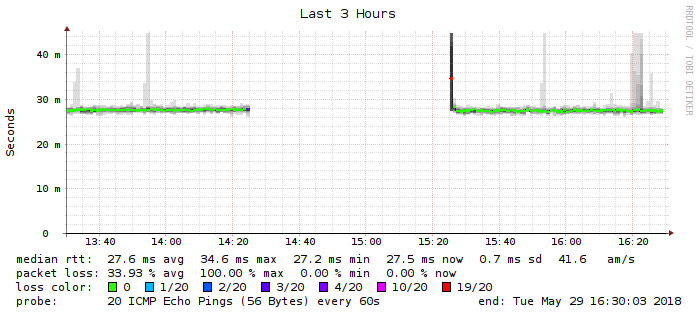 Last 3 Hours
RRDTOOL / TOBI OETIKER
Seconds
40 m
30 m
20 m
10 m
0
13:40 14:00 14:20 14:40 15:00 15:20 15:40 16:00 16:20
median rtt: 27.6 ms avg 34.6 ms max 27.2 ms min 27.5 ms now 0.7 ms sd 41.6 am/s
packet loss: 33.93 % avg 100.00 % max 0.00 % min 0.00 % now
loss color: 0 1/20 2/20 3/20 4/20 10/20 19/20
probe: 20 ICMP Echo Pings (56 Bytes) every 60s end: Tue May 29 16:30:03 2018